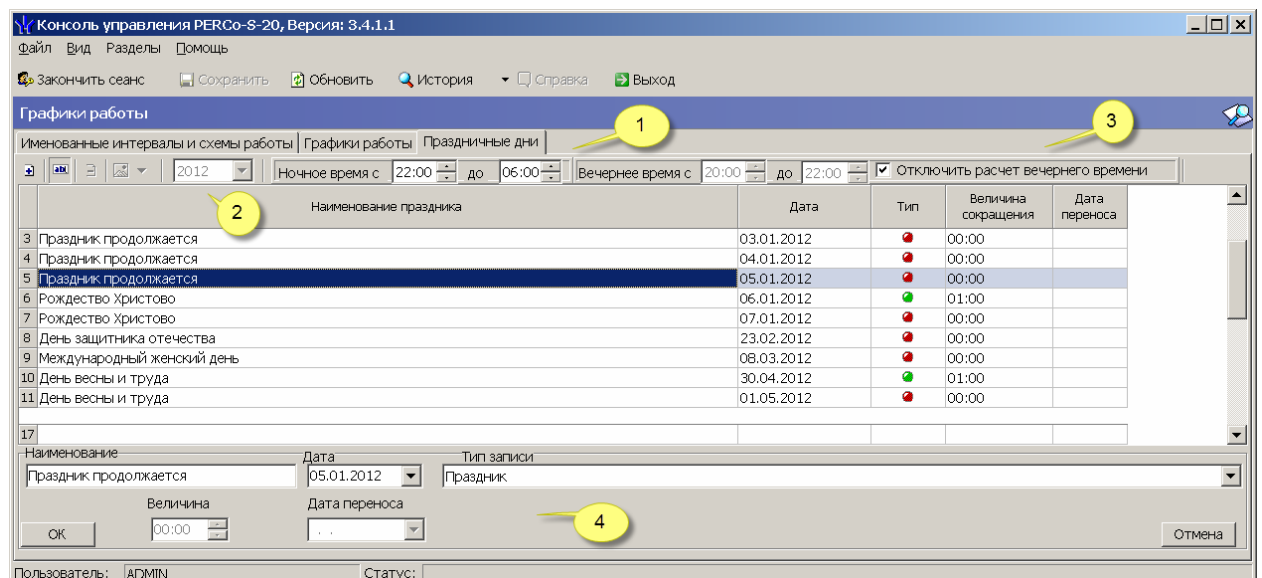 Консоль управления PERCo-S-20, Версия: 3.4.1.1
Файл Вид Разделы Помощь
Закончить сеанс Сохранить Обновить История Справка Выход
Графики работы
1
3
Именованные интервалы и схемы работы Графики работы Праздничные дни
2012 Ночное время с 22:00 до 06:00 Вечернее время с 20:00 до 22:00 Отключить расчет вечернего времени
2
Наименование праздника Дата Тип Величина сокращения Дата переноса
3 Праздник продолжается 03.01.2012 00:00
4 Праздник продолжается 04.01.2012 00:00
5 Праздник продолжается 05.01.2012 00:00
6 Рождество Христово 06.01.2012 01:00
7 Рождество Христово 07.01.2012 00:00
8 День защитника отечества 23.02.2012 00:00
9 Международный женский день 08.03.2012 00:00
10 День весны и труда 30.04.2012 01:00
11 День весны и труда 01.05.2012 00:00
17
Наименование Дата Тип записи
Праздник продолжается 05.01.2012 Праздник
Величина Дата переноса
4
ОК 00:00 . . Отмена
Пользователь: ADMIN Статус: